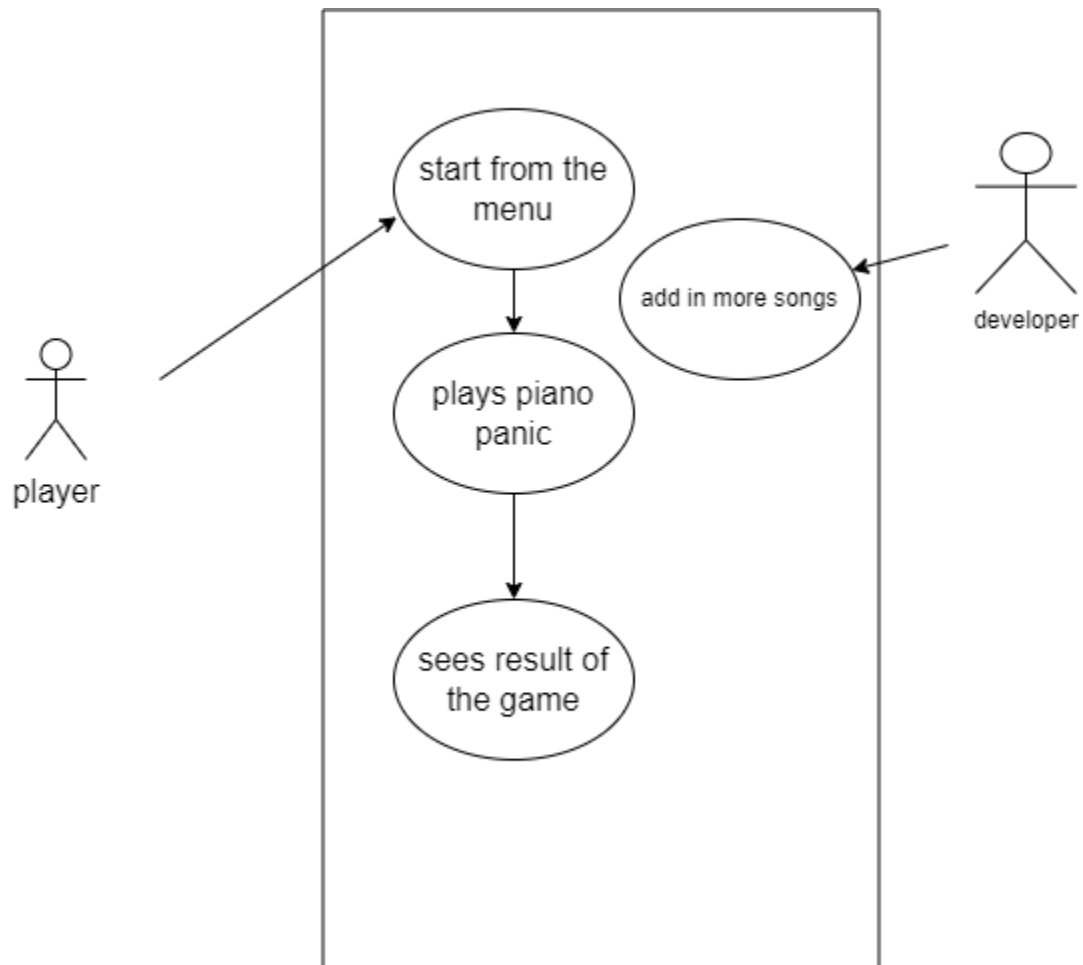 start from the
menu
add in more songs
developer
plays piano
panic
player
sees result of
the game